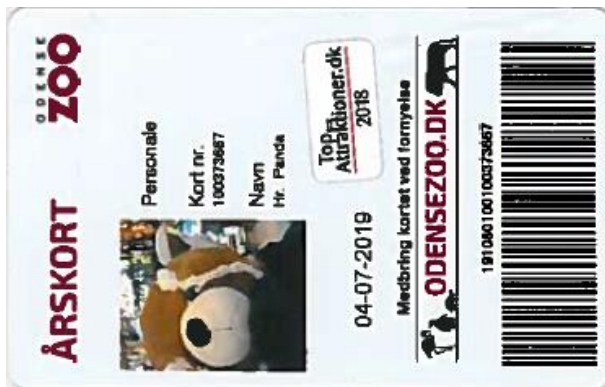 ÅRSKORT
ODENSE
ZOO
Personale
Kort nr.
100373667
Navn
Hr. Panda
Top
Attraktioner.dk
2018
04-07-2019
Medbring kortet ved fornyelse
ODENSEZOO.DK
191080100100373667